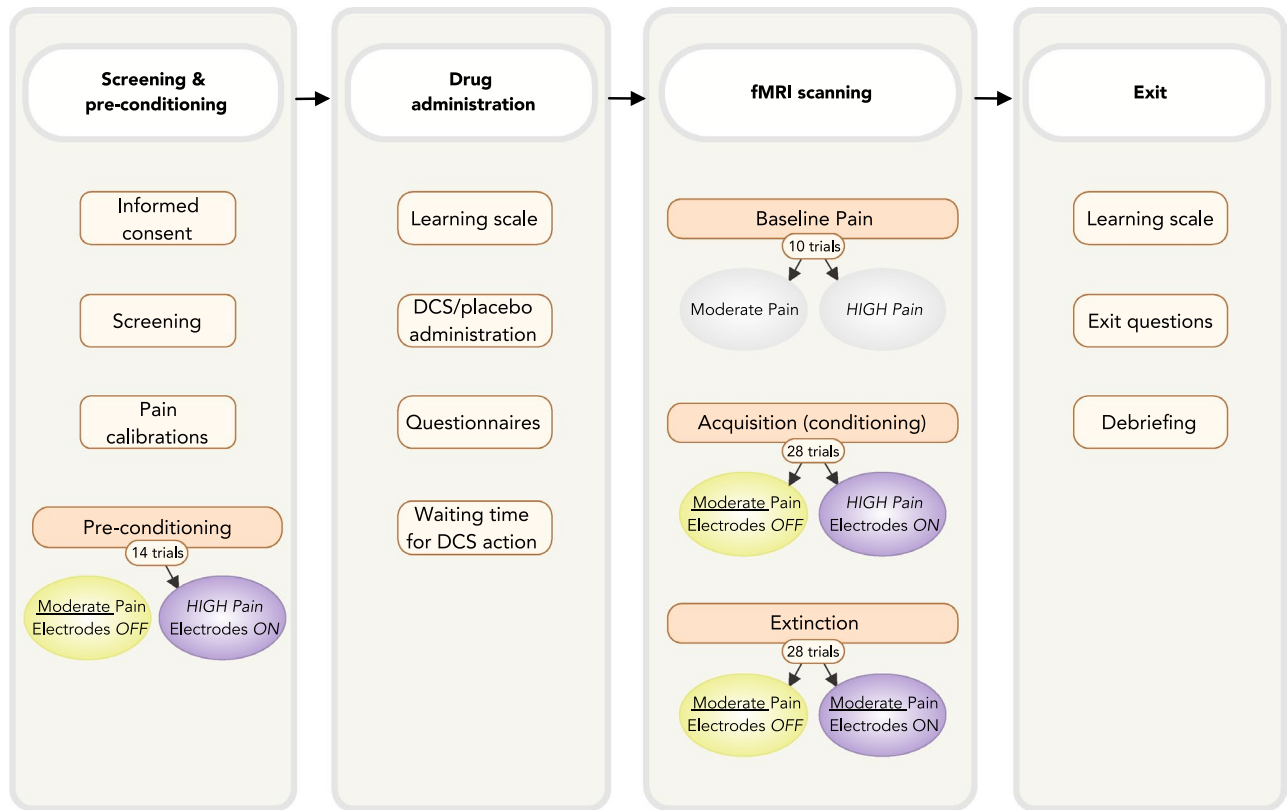 Screening &
pre-conditioning
Informed
consent
Screening
Pain
calibrations
Pre-conditioning
14 trials
Moderate Pain
Electrodes OFF
HIGH Pain
Electrodes ON
Drug
administration
Learning scale
DCS/placebo
administration
Questionnaires
Waiting time
for DCS action
fMRI scanning
Baseline Pain
10 trials
Moderate Pain
HIGH Pain
Acquisition (conditioning)
28 trials
Moderate Pain
Electrodes OFF
HIGH Pain
Electrodes ON
Extinction
28 trials
Moderate Pain
Electrodes OFF
Moderate Pain
Electrodes ON
Exit
Learning scale
Exit questions
Debriefing